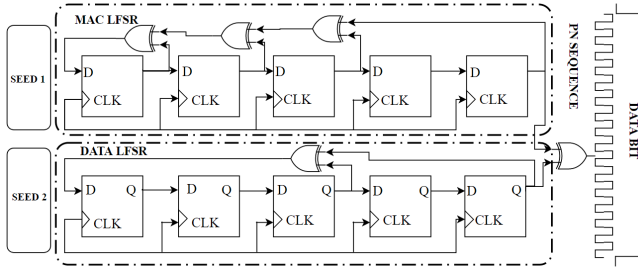 MAC LFSR
SEED 1
D
D
D
D
D
CLK
CLK
CLK
CLK
CLK
PN SEQUENCE
DATA BIT
DATA LFSR
SEED 2
D Q
D Q
D Q
D Q
D Q
CLK
CLK
CLK
CLK
CLK